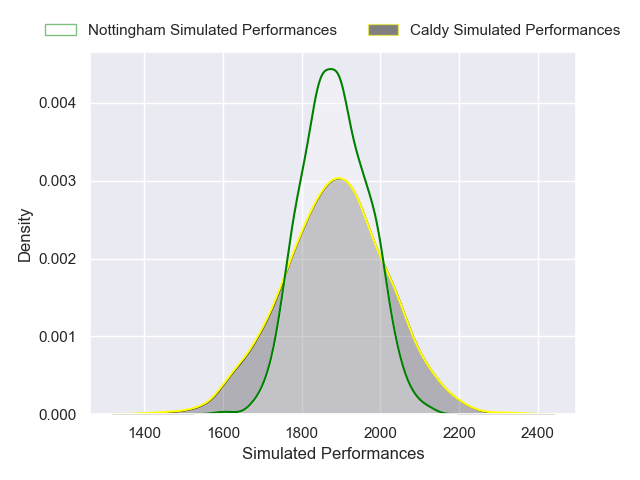 Nottingham Simulated Performances
Caldy Simulated Performances
0.004
0.003
0.002
0.001
0.000
Density
1400 1600 1800 2000 2200 2400
Simulated Performances